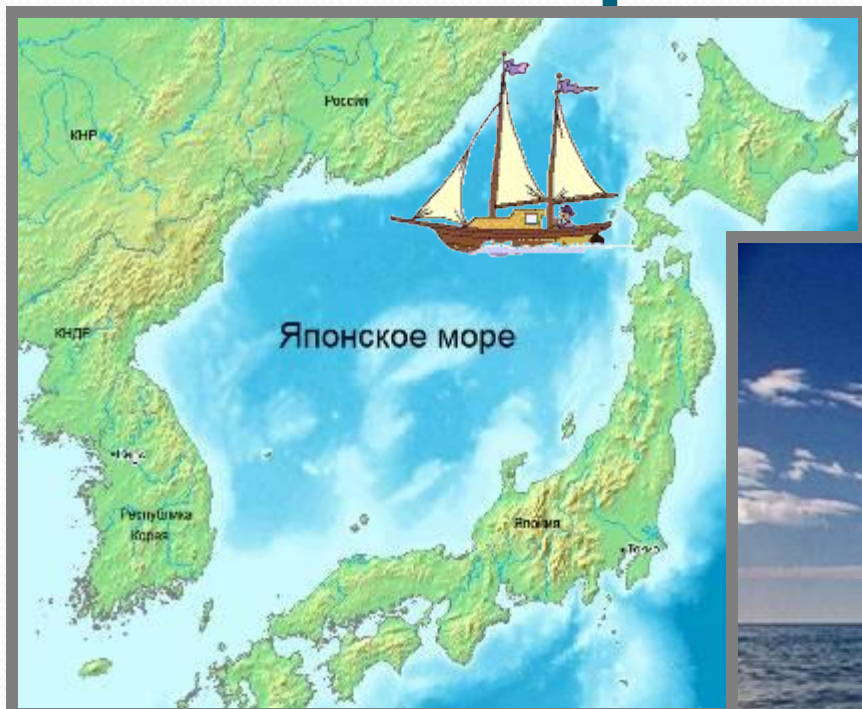 Россия
КНР
Японское море
КНДР
Республика
Корея
Япония
Токио